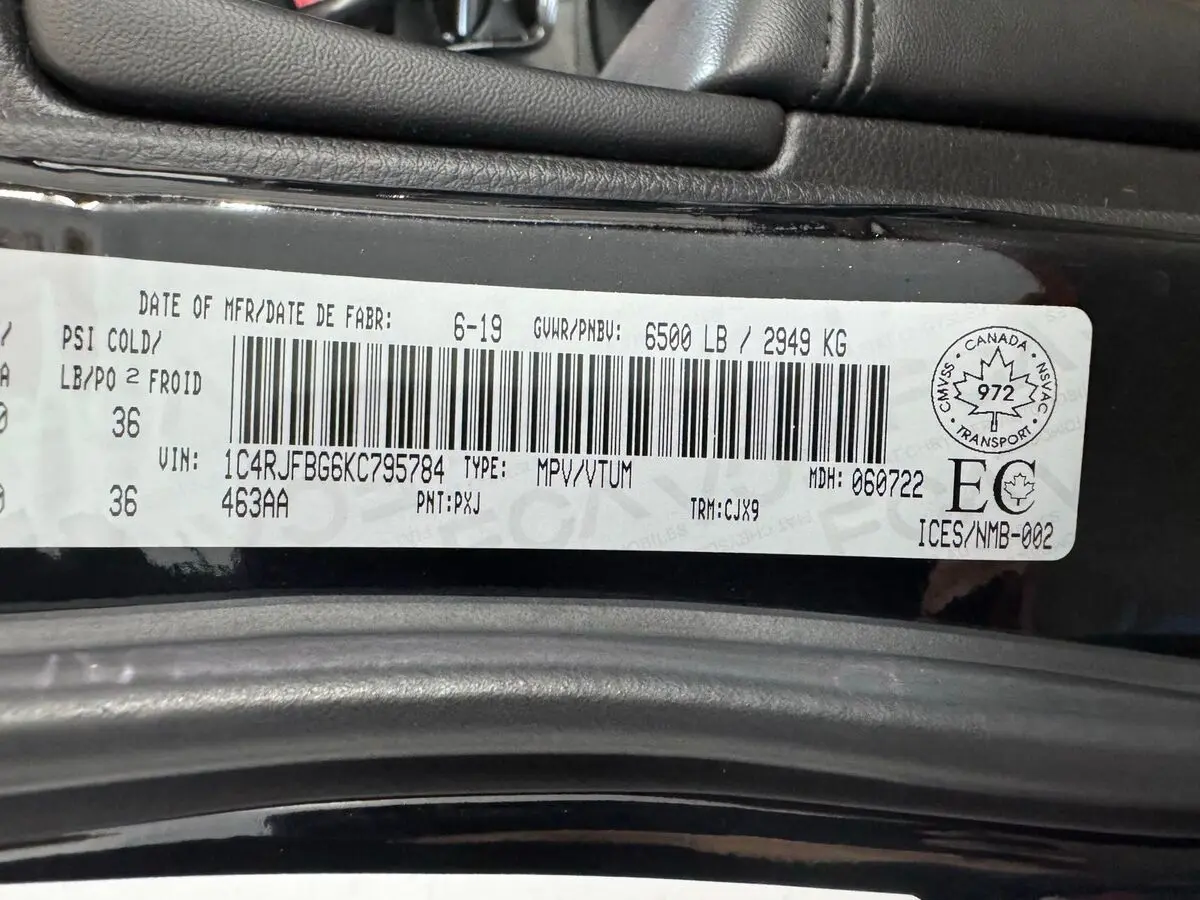 DATE OF MFR/DATE DE FABR: 6-19 GVWR/PNBV: 6500 LB / 2949 KG
PSI COLD/
LB/PO 2 FROID
36
VIN: 1C4RJFBG6KC795784 TYPE: MPV/VTUM MDH: 060722
36 463AA PNT:PXJ TRM:CJX9
CANADA
CMVSS 972 NSVAC
TRANSPORT
EC
ICES/NMB-002